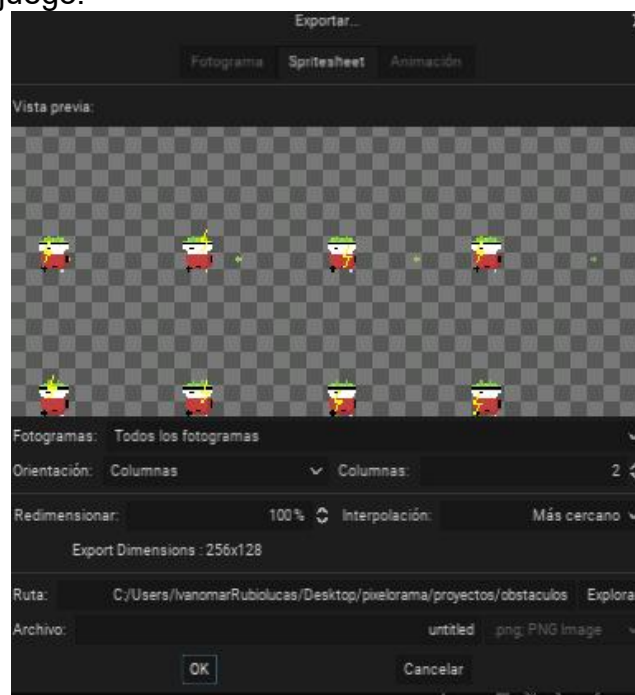 juego.
Exportar...
Fotograma Spritesheet Animación
Vista previa:
Fotogramas: Todos los fotogramas
Orientación: Columnas Columnas: 2
Redimensionar: 100% Interpolación: Más cercano
Export Dimensions : 256x128
Ruta: C:/Users/IvanomarRubiolucas/Desktop/pixelorama/proyectos/obstaculos Explora
Archivo: untitled .png; PNG Image
OK Cancelar